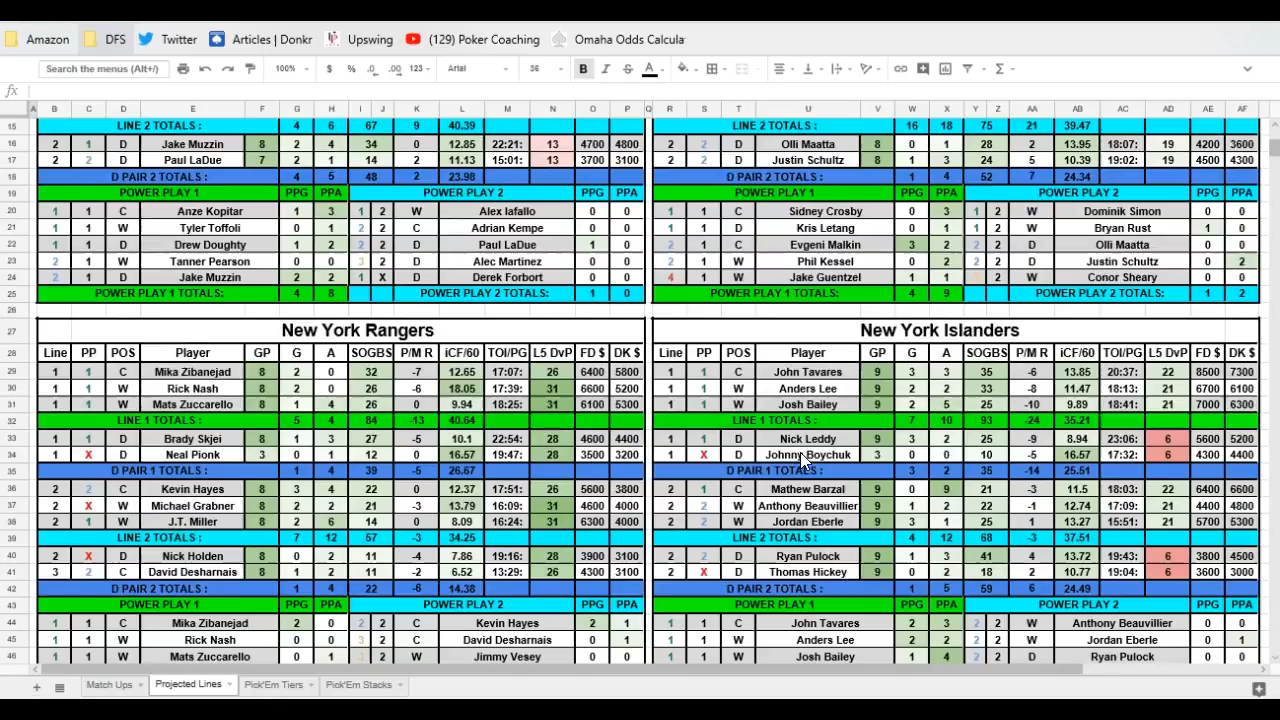 Amazon DFS Twitter Articles | Donkr Upswing (129) Poker Coaching Omaha Odds Calcula
Search the menus (Alt+/) 100% $ % .0 .00 123 Arial 36 B I S A
fx
A B C D E F G H I J K L M N O P Q R S T U V W X Y Z AA AB AC AD AE AF
15 LINE 2 TOTALS : 4 6 67 9 40.39 LINE 2 TOTALS : 16 18 75 21 39.47
16 2 1 D Jake Muzzin 8 2 4 34 0 12.85 22:21: 13 4700 4800 2 2 D Olli Maatta 8 0 1 28 2 13.95 18:07: 19 4200 3600
17 2 2 D Paul LaDue 7 2 1 14 2 11.13 15:01: 13 3700 3100 2 2 D Justin Schultz 8 1 3 24 5 10.39 19:02: 19 4500 4300
18 D PAIR 2 TOTALS : 4 5 48 2 23.98 D PAIR 2 TOTALS : 1 4 52 7 24.34
19 POWER PLAY 1 PPG PPA POWER PLAY 2 PPG PPA POWER PLAY 1 PPG PPA POWER PLAY 2 PPG PPA
20 1 1 C Anze Kopitar 1 3 1 2 W Alex Iafallo 0 0 1 1 C Sidney Crosby 0 3 1 2 W Dominik Simon 0 0
21 1 1 W Tyler Toffoli 0 1 2 2 C Adrian Kempe 0 0 1 1 D Kris Letang 0 1 1 2 W Bryan Rust 1 0
22 1 1 D Drew Doughty 1 2 2 2 D Paul LaDue 1 0 2 1 C Evgeni Malkin 3 2 2 2 D Olli Maatta 0 0
23 2 1 W Tanner Pearson 0 0 3 2 D Alec Martinez 0 0 2 1 W Phil Kessel 0 2 2 2 D Justin Schultz 0 2
24 2 1 D Jake Muzzin 2 2 1 X D Derek Forbort 0 0 4 1 W Jake Guentzel 1 1 2 W Conor Sheary 0 0
25 POWER PLAY 1 TOTALS: 4 8 POWER PLAY 2 TOTALS: 1 0 POWER PLAY 1 TOTALS: 4 9 POWER PLAY 2 TOTALS: 1 2
26
27 New York Rangers New York Islanders
28 Line PP POS Player GP G A SOGBS P/M R iCF/60 TOI/PG L5 DvP FD $ DK $ Line PP POS Player GP G A SOGBS P/M R iCF/60 TOI/PG: L5 DvP FD $ DK $
29 1 1 C Mika Zibanejad 8 2 0 32 -7 12.65 17:07: 26 6400 5800 1 1 C John Tavares 9 3 3 35 -6 13.85 20:37: 22 8500 7300
30 1 1 W Rick Nash 8 2 0 26 -6 18.05 17:39: 31 6600 5200 1 1 W Anders Lee 9 2 2 33 -8 11.47 18:13: 21 6700 6100
31 1 1 W Mats Zuccarello 8 1 4 26 0 9.94 18:25: 31 6100 5300 1 1 W Josh Bailey 9 2 5 25 -10 9.89 18:41: 21 7000 6300
32 LINE 1 TOTALS : 5 4 84 -13 40.64 LINE 1 TOTALS : 7 10 93 -24 35.21
33 1 1 D Brady Skjei 8 1 3 27 -5 10.1 22:54: 28 4600 4400 1 1 D Nick Leddy 9 3 2 25 -9 8.94 23:06: 6 5600 5200
34 1 X D Neal Pionk 3 0 1 12 0 16.57 19:47: 28 3500 3200 1 X D Johnny Boychuk 3 0 0 10 -5 16.57 17:32: 6 4300 4400
35 D PAIR 1 TOTALS : 1 4 39 -5 26.67 D PAIR 1 TOTALS : 3 2 35 -14 25.51
36 2 2 C Kevin Hayes 8 3 4 22 0 12.37 17:51: 26 5600 3800 2 1 C Mathew Barzal 9 0 9 21 -3 11.5 18:03: 22 6400 6600
37 2 X W Michael Grabner 8 2 2 21 -3 13.79 16:09: 31 4600 4000 2 2 W Anthony Beauvillier 9 1 2 22 -1 12.74 17:09: 21 4400 4700
38 2 1 W J.T. Miller 8 2 6 14 0 8.09 16:24: 31 6300 4000 2 2 W Jordan Eberle 9 3 1 25 1 13.27 15:51: 21 5700 5300
39 LINE 2 TOTALS : 7 12 57 -3 34.25 LINE 2 TOTALS : 4 12 68 -3 37.51
40 2 X D Nick Holden 8 0 2 11 -4 7.86 19:16: 28 3900 3100 2 2 D Ryan Pulock 9 1 3 41 4 13.72 19:43: 6 3800 4500
41 3 2 C David Desharnais 8 1 2 11 -2 6.52 13:29: 26 4300 3100 2 X D Thomas Hickey 9 0 2 18 2 10.77 19:04: 6 3600 3000
42 D PAIR 2 TOTALS : 1 4 22 -6 14.38 D PAIR 2 TOTALS : 1 5 59 6 24.49
43 POWER PLAY 1 PPG PPA POWER PLAY 2 PPG PPA POWER PLAY 1 PPG PPA POWER PLAY 2 PPG PPA
44 1 1 C Mika Zibanejad 2 0 2 2 C Kevin Hayes 2 1 1 1 C John Tavares 2 3 2 2 W Anthony Beauvillier 0 0
45 1 1 W Rick Nash 0 0 3 2 C David Desharnais 0 1 1 1 W Anders Lee 2 2 2 2 W Jordan Eberle 0 1
46 1 1 W Mats Zuccarello 0 1 2 W Jimmy Vesey 0 0 1 1 W Josh Bailey 1 4 2 2 D Ryan Pulock 0 0
Match Ups Projected Lines Pick'Em Tiers Pick'Em Stacks